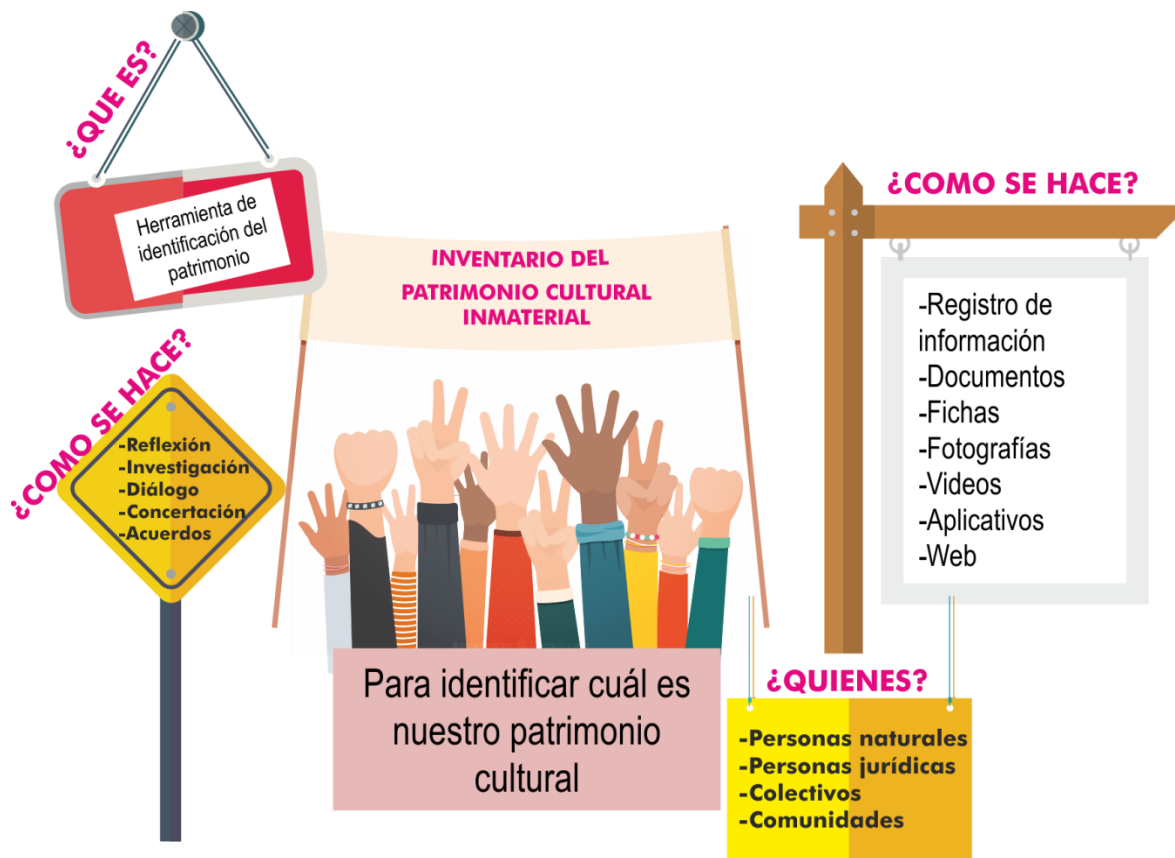 ¿QUE ES?
Herramienta de
identificación del
patrimonio
INVENTARIO DEL
PATRIMONIO CULTURAL
INMATERIAL
¿COMO SE HACE?
-Registro de
información
-Documentos
-Fichas
-Fotografías
-Videos
-Aplicativos
-Web
¿COMO SE HACE?
-Reflexión
-Investigación
-Diálogo
-Concertación
-Acuerdos
Para identificar cuál es
nuestro patrimonio
cultural
¿QUIENES?
-Personas naturales
-Personas jurídicas
-Colectivos
-Comunidades